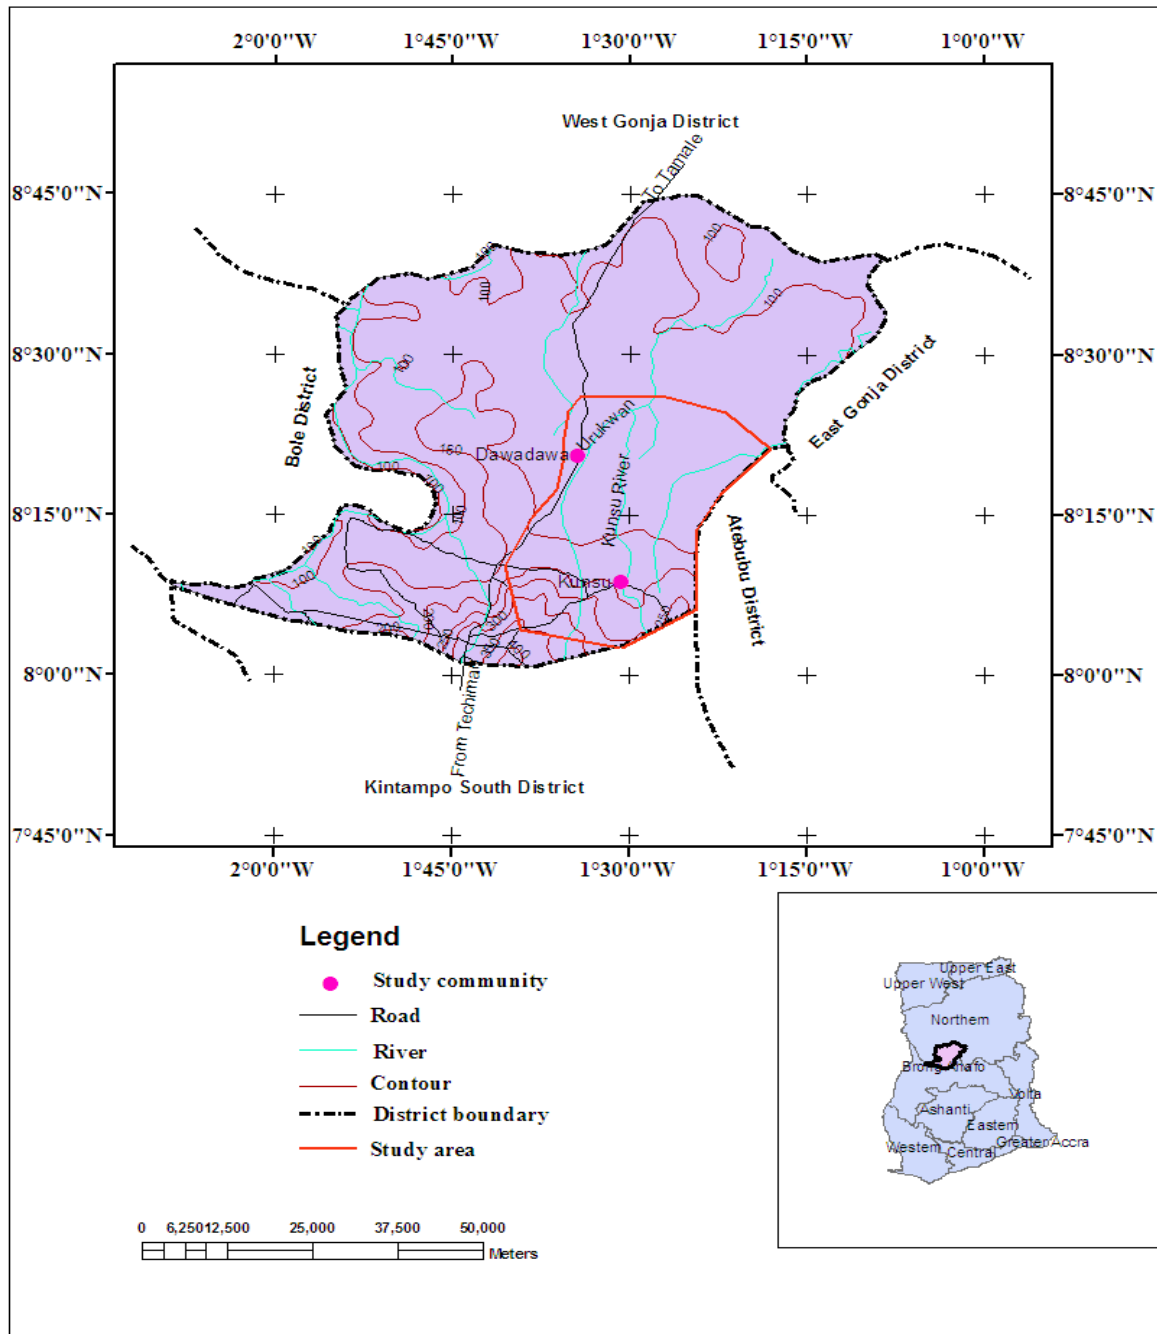 2°0'0"W 1°45'0"W 1°30'0"W 1°15'0"W 1°0'0"W
West Gonja District
To Tamale
8°45'0"N 8°45'0"N
100
100
100
100
8°30'0"N 8°30'0"N
100
East Gonja District
Bole District
Urukwan
150
Dawadawa
100
100
Kunsu River
8°15'0"N 8°15'0"N
100
Atebubu District
100
100
Kunsu
300
250
8°0'0"N 8°0'0"N
From Techiman
Kintampo South District
7°45'0"N 7°45'0"N
2°0'0"W 1°45'0"W 1°30'0"W 1°15'0"W 1°0'0"W
Legend
Study community
Road
River
Contour
District boundary
Study area
0 6,250 12,500 25,000 37,500 50,000
Meters
Upper East
Upper West
Northern
Brong Ahafo
Volta
Ashanti
Eastern
Greater Accra
Western
Central